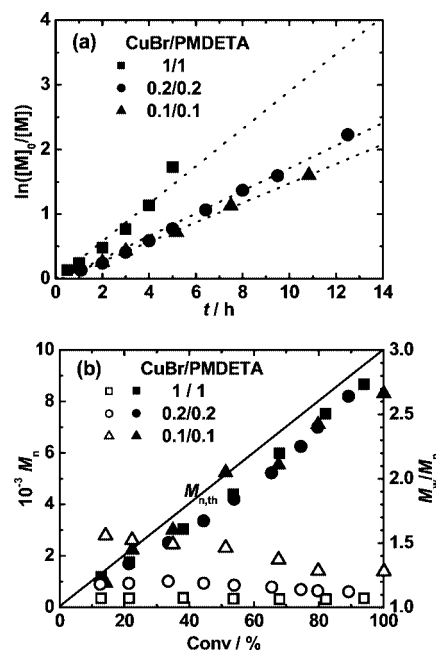 (a)
CuBr/PMDETA
1/1
0.2/0.2
0.1/0.1
ln([M]0/[M])
4
3
2
1
0
0 2 4 6 8 10 12 14
t / h
(b)
CuBr/PMDETA
1 / 1
0.2/0.2
0.1/0.1
Mn,th
10-3 Mn
10
8
6
4
2
0
Mw/Mn
3.0
2.5
2.0
1.5
1.0
0 20 40 60 80 100
Conv / %